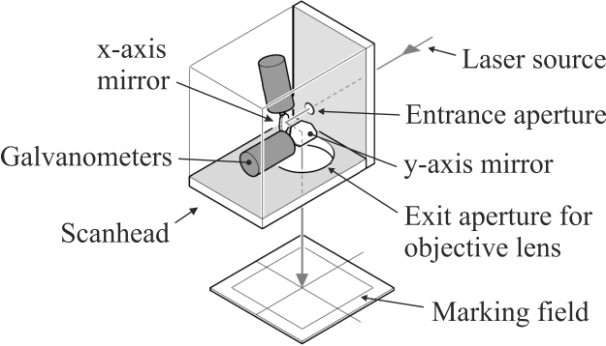 x-axis
mirror
Laser source
Entrance aperture
Galvanometers
y-axis mirror
Scanhead
Exit aperture for
objective lens
Marking field